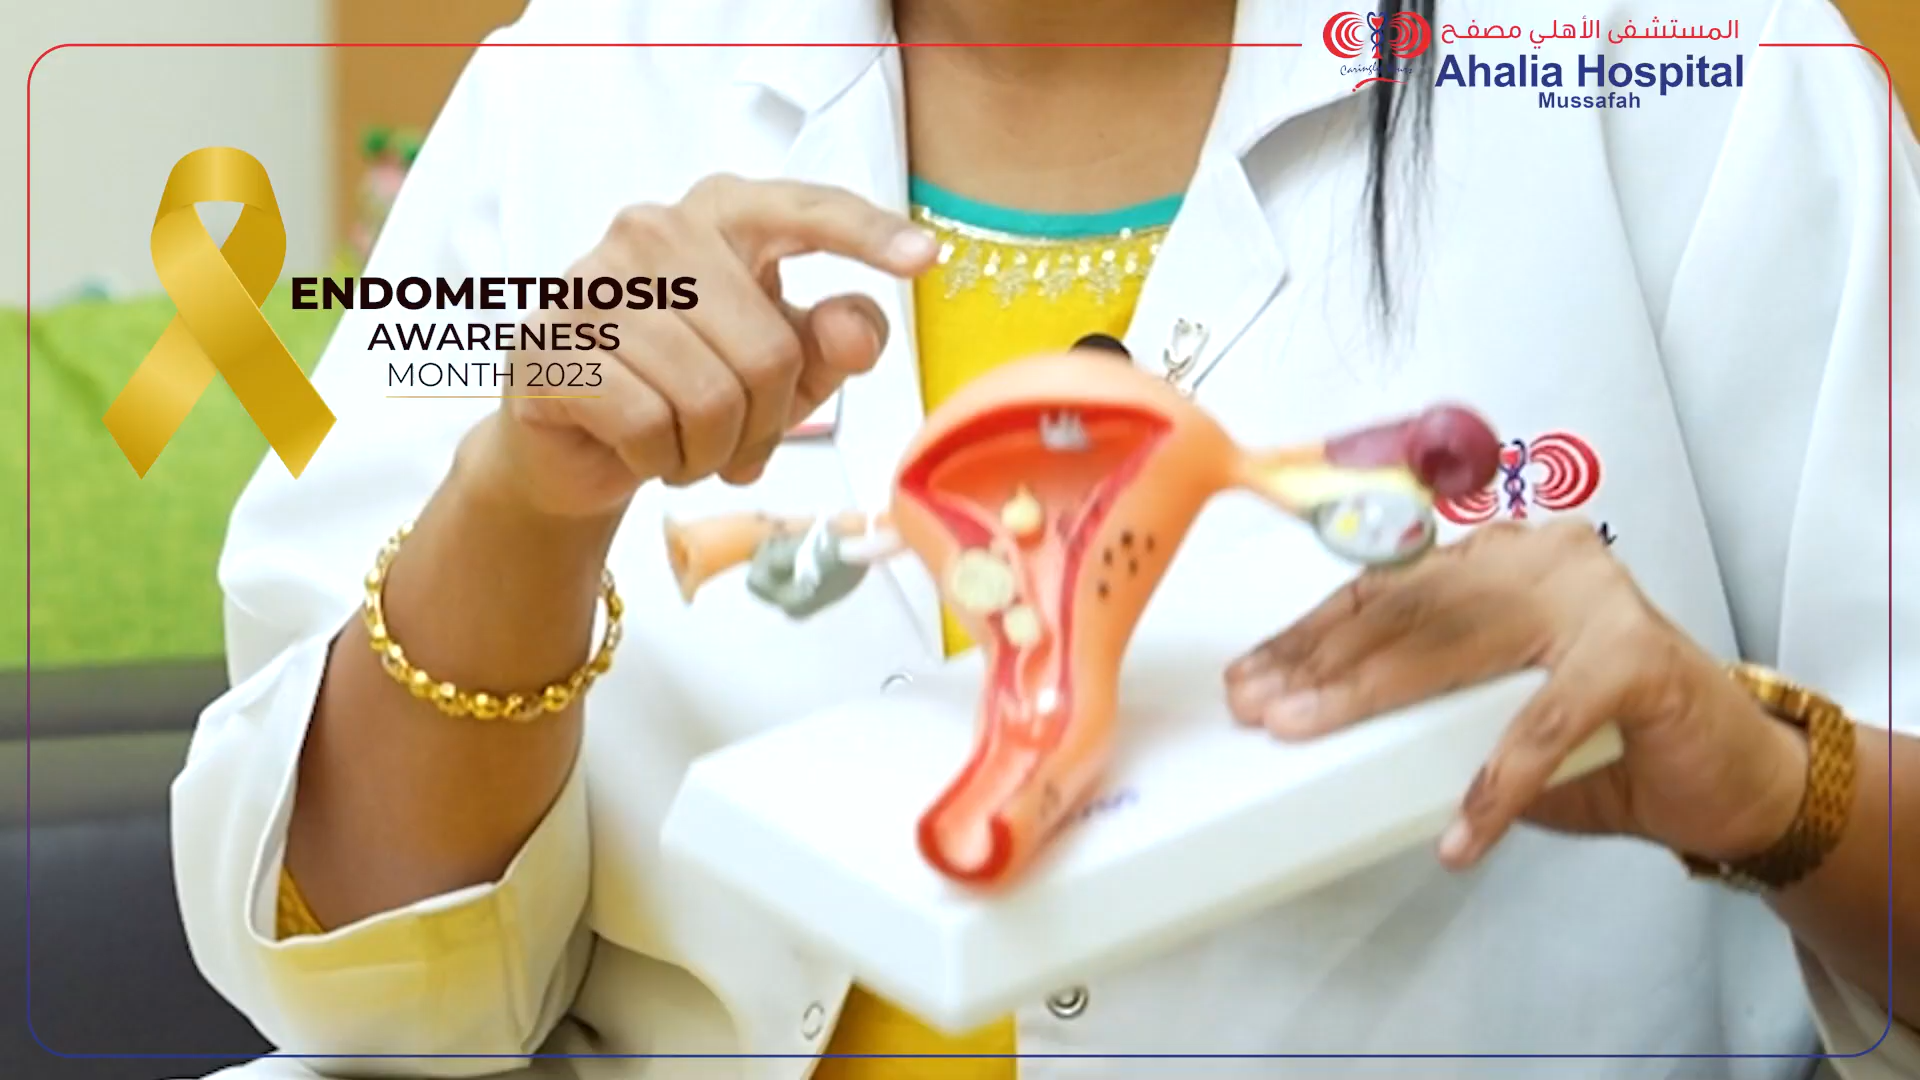 المستشفى الأهلي مصفح
Ahalia Hospital
Mussafah
ENDOMETRIOSIS
AWARENESS
MONTH 2023